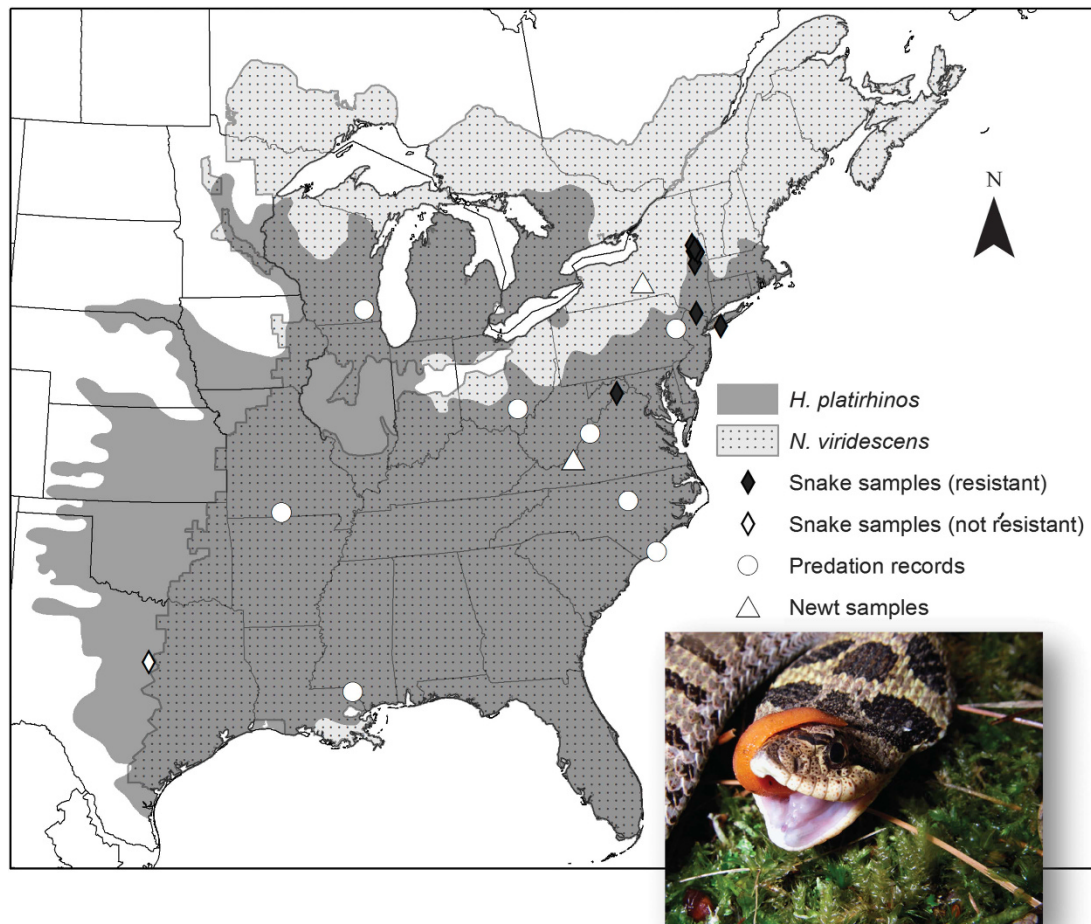 N
H. platirhinos
N. viridescens
Snake samples (resistant)
Snake samples (not resistant)
Predation records
Newt samples